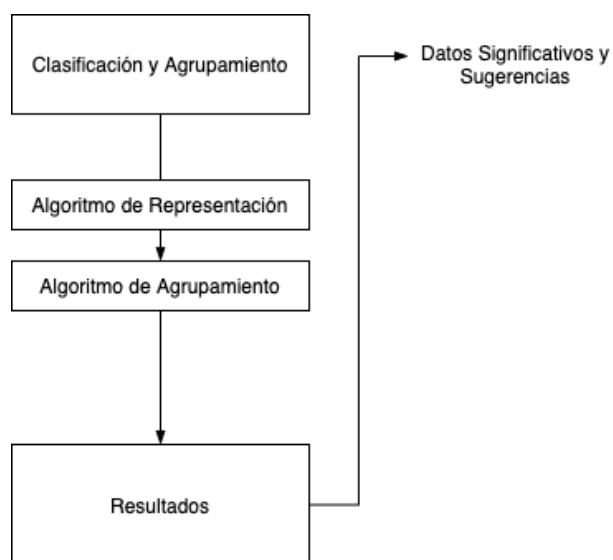 Clasificación y Agrupamiento
Datos Significativos y
Sugerencias
Algoritmo de Representación
Algoritmo de Agrupamiento
Resultados